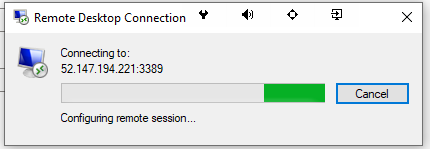 Remote Desktop Connection
Connecting to:
52.147.194.221:3389
Cancel
Configuring remote session...